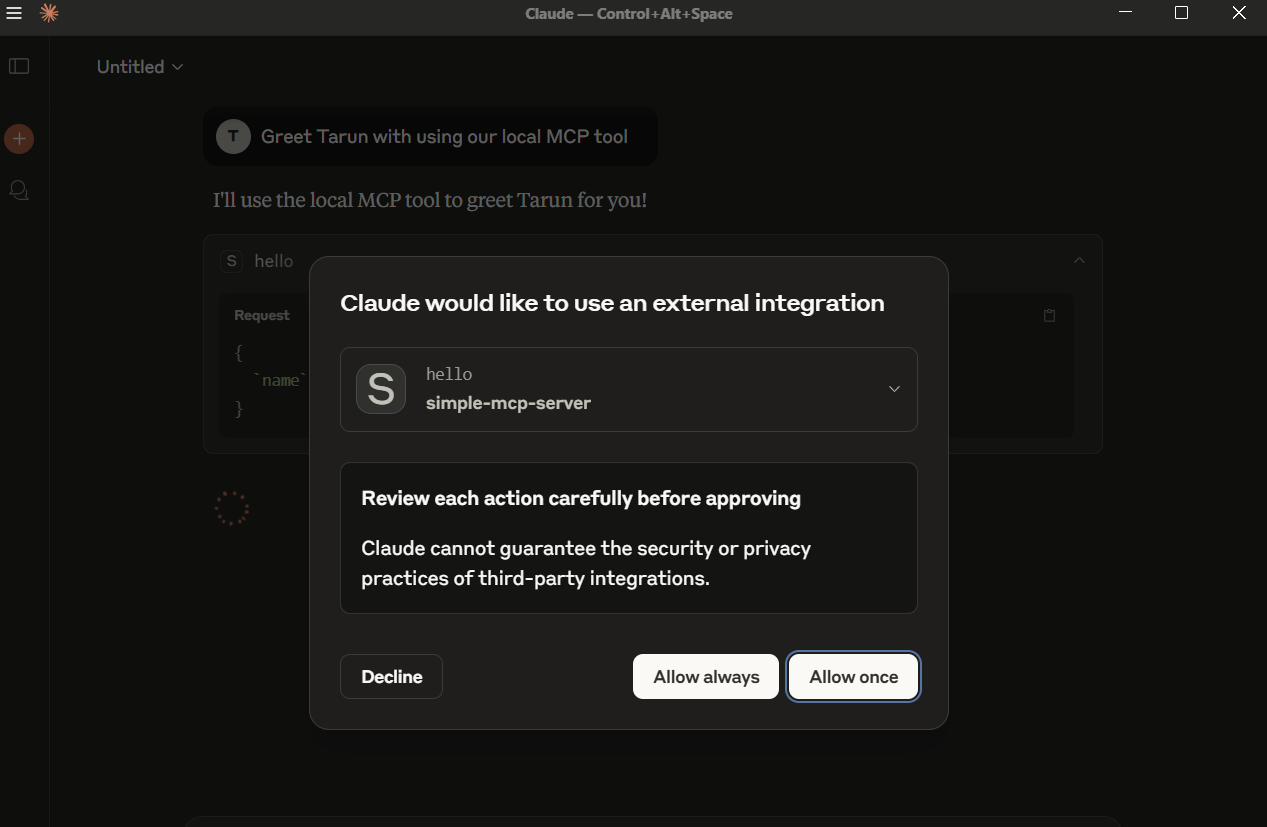 Claude — Control+Alt+Space
Untitled
T
Greet Tarun with using our local MCP tool
I'll use the local MCP tool to greet Tarun for you!
S hello
Request
{
`name`
}
Claude would like to use an external integration
S
hello
simple-mcp-server
Review each action carefully before approving
Claude cannot guarantee the security or privacy
practices of third-party integrations.
Decline
Allow always
Allow once